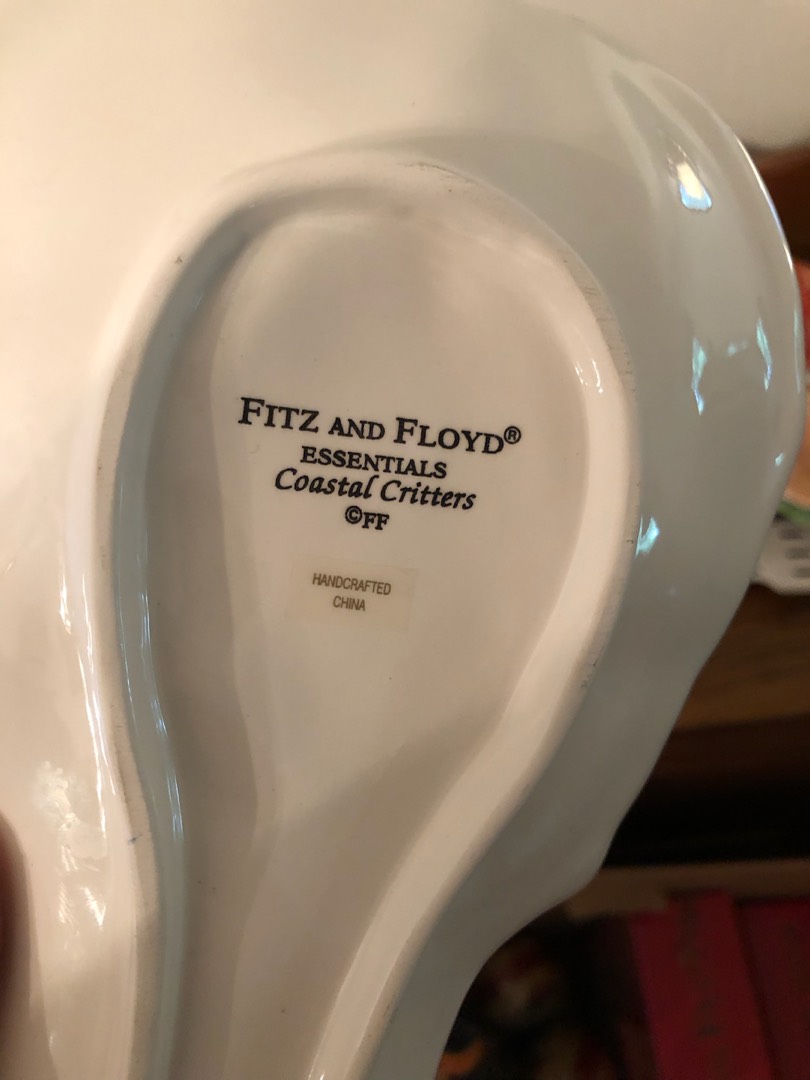 FITZ AND FLOYD®
ESSENTIALS
Coastal Critters
©FF
HANDCRAFTED
CHINA